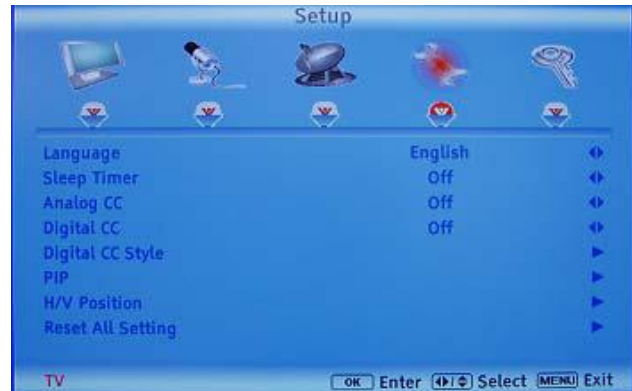 Setup
Language English
Sleep Timer Off
Analog CC Off
Digital CC Off
Digital CC Style
PIP
H/V Position
Reset All Setting
TV OK Enter Select MENU Exit